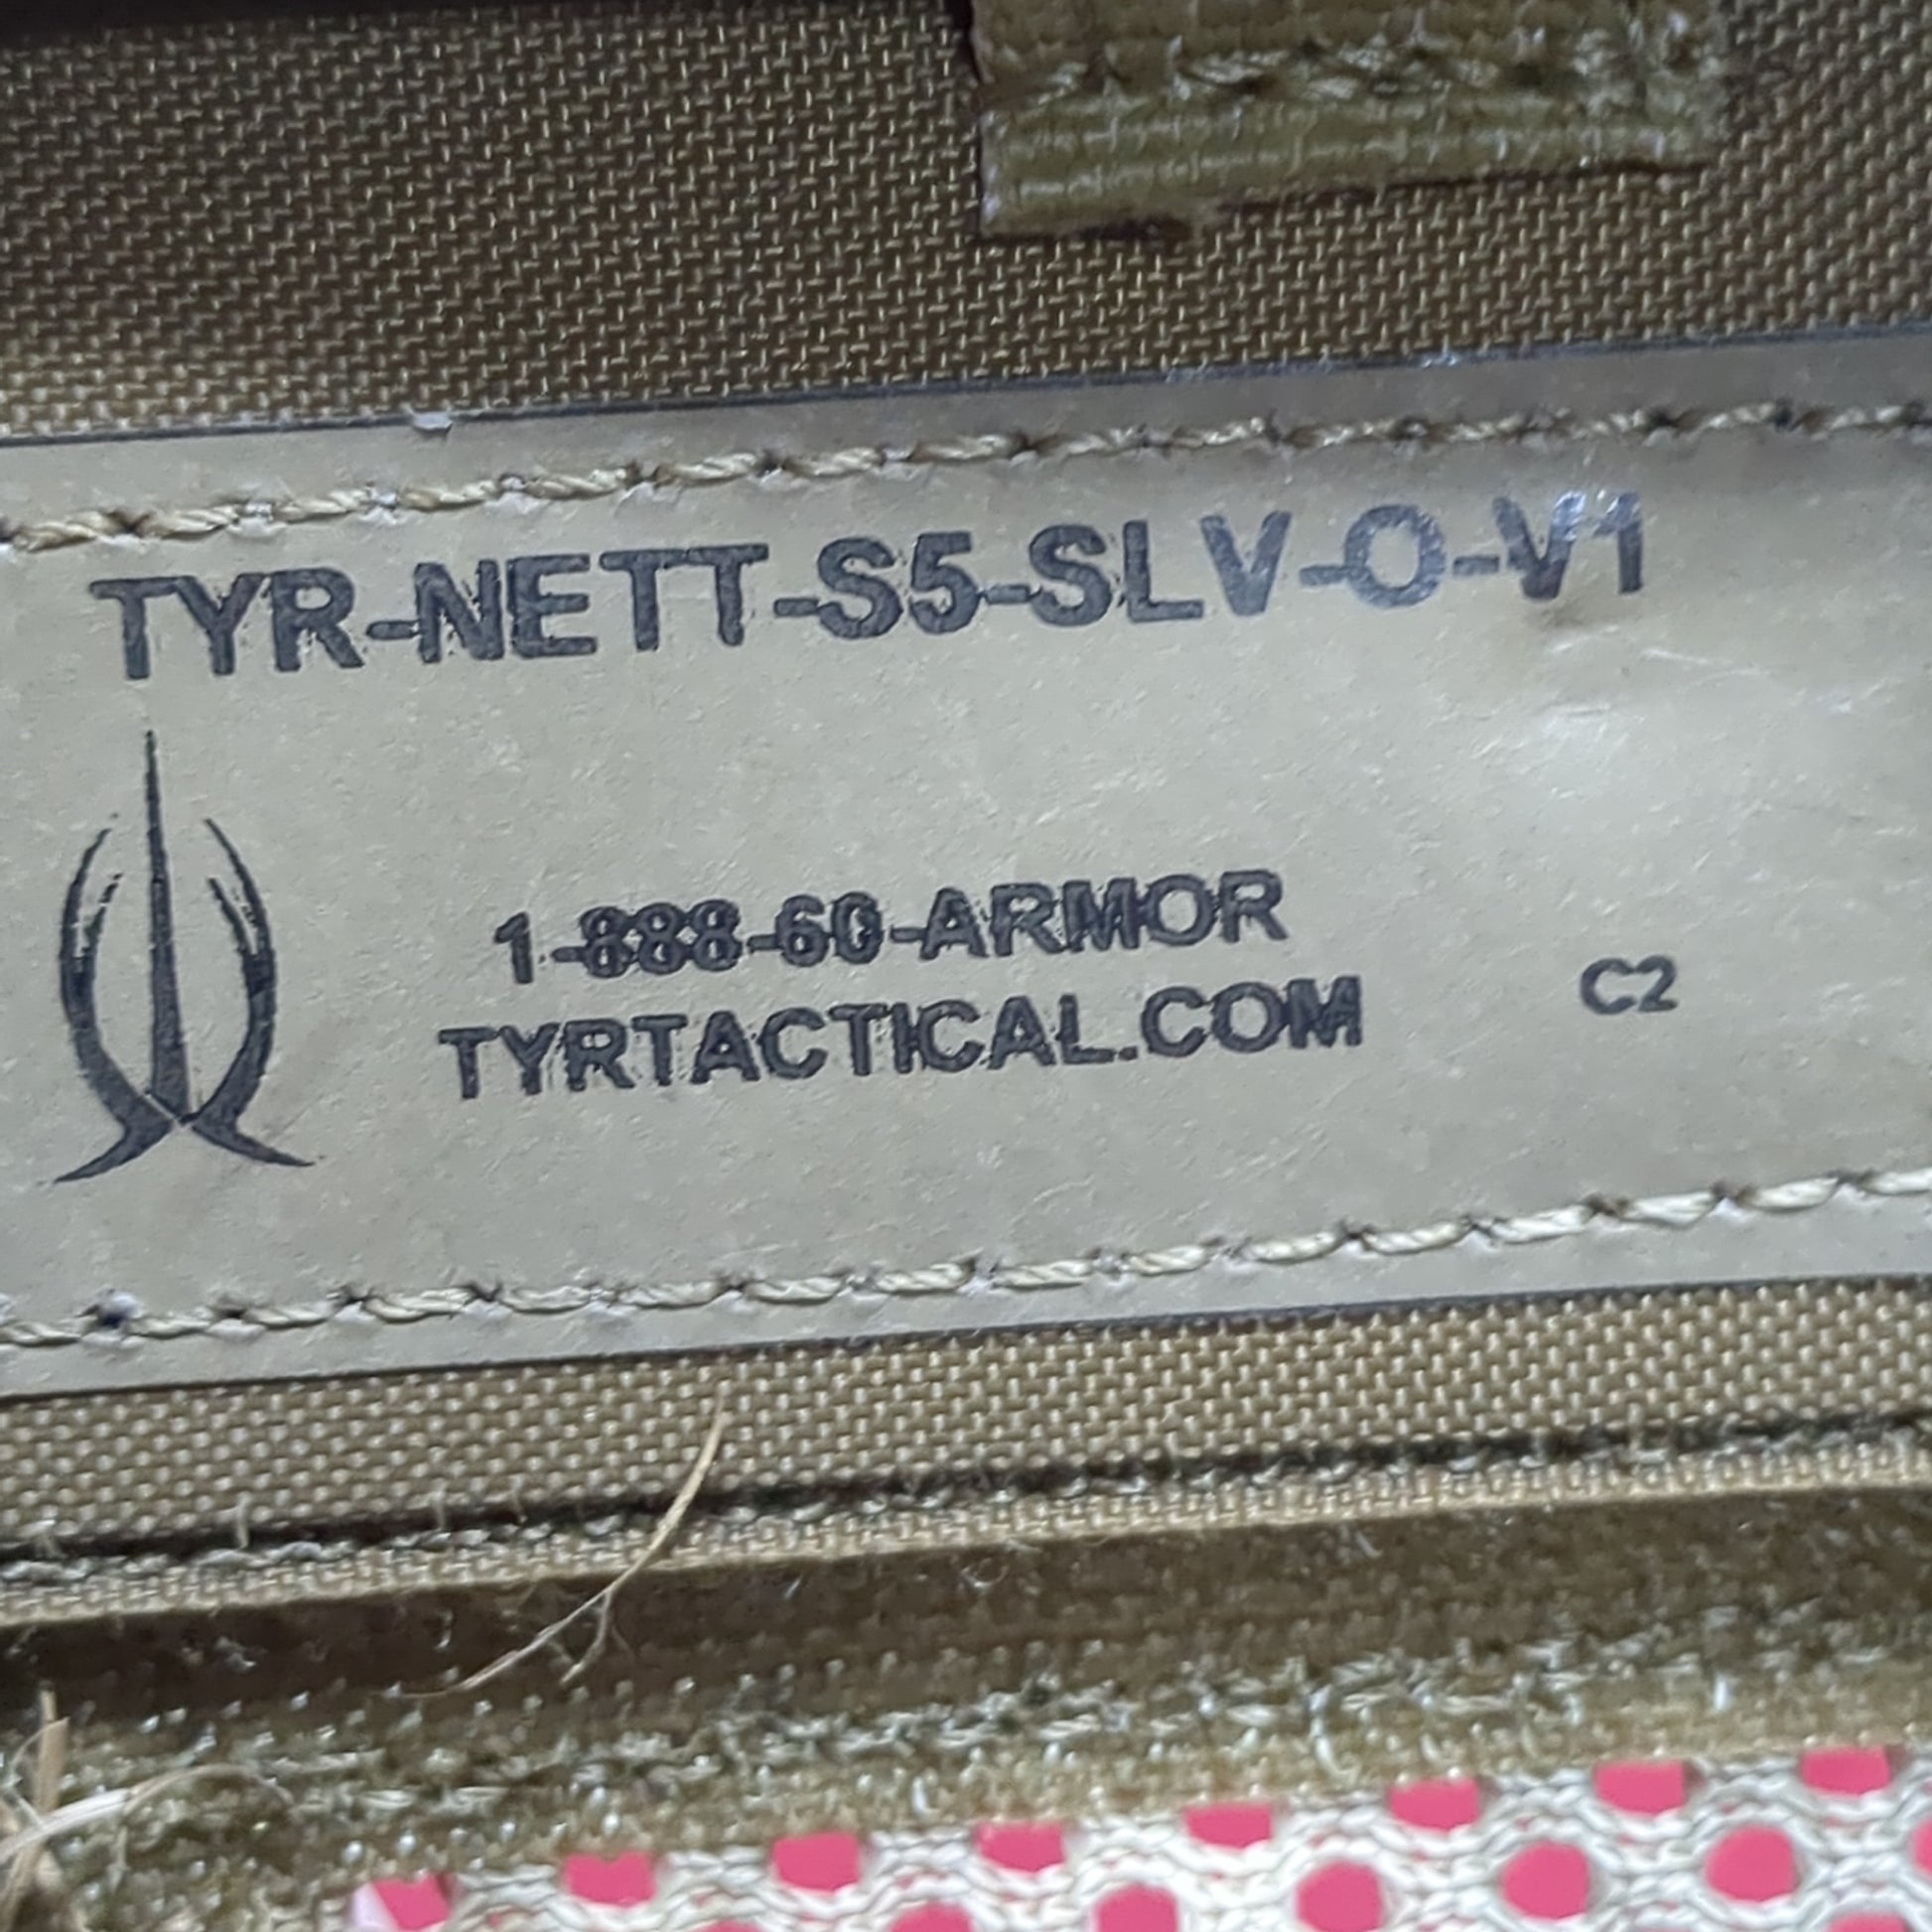 TYR-NETT-S5-SLV-O-V1
1-888-60-ARMOR
TYRTACTICAL.COM
C2